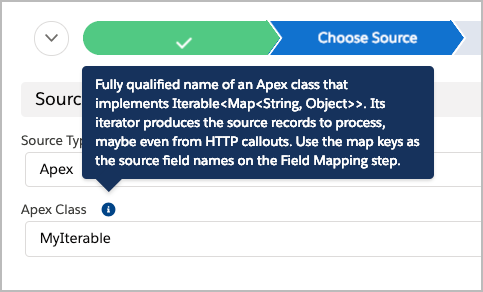 Choose Source
Fully qualified name of an Apex class that
implements Iterable<Map<String, Object>>. Its
iterator produces the source records to process,
maybe even from HTTP callouts. Use the map keys as
the source field names on the Field Mapping step.
Sourc
Source Typ
Apex
Apex Class
MyIterable